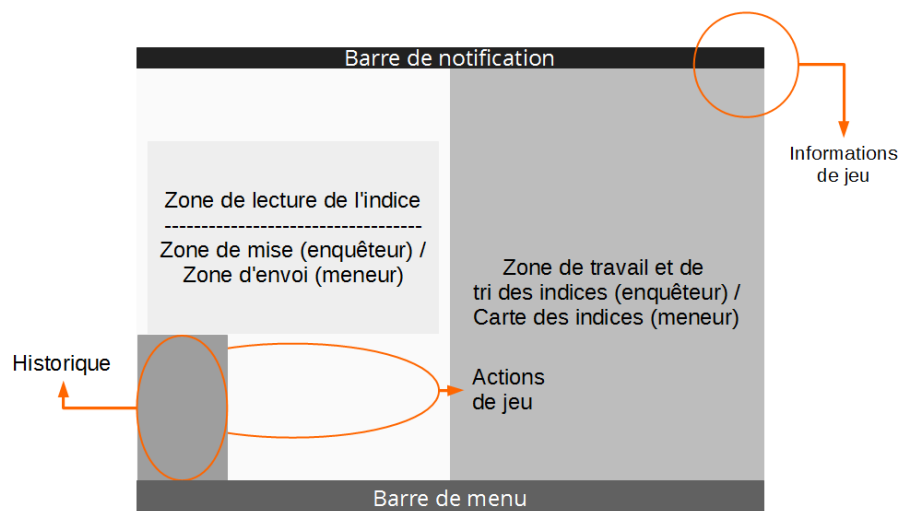 Barre de notification
Informations
de jeu
Zone de lecture de l'indice
-----------------------------------
Zone de mise (enquêteur) /
Zone d'envoi (meneur)
Zone de travail et de
tri des indices (enquêteur) /
Carte des indices (meneur)
Historique
Actions
de jeu
Barre de menu